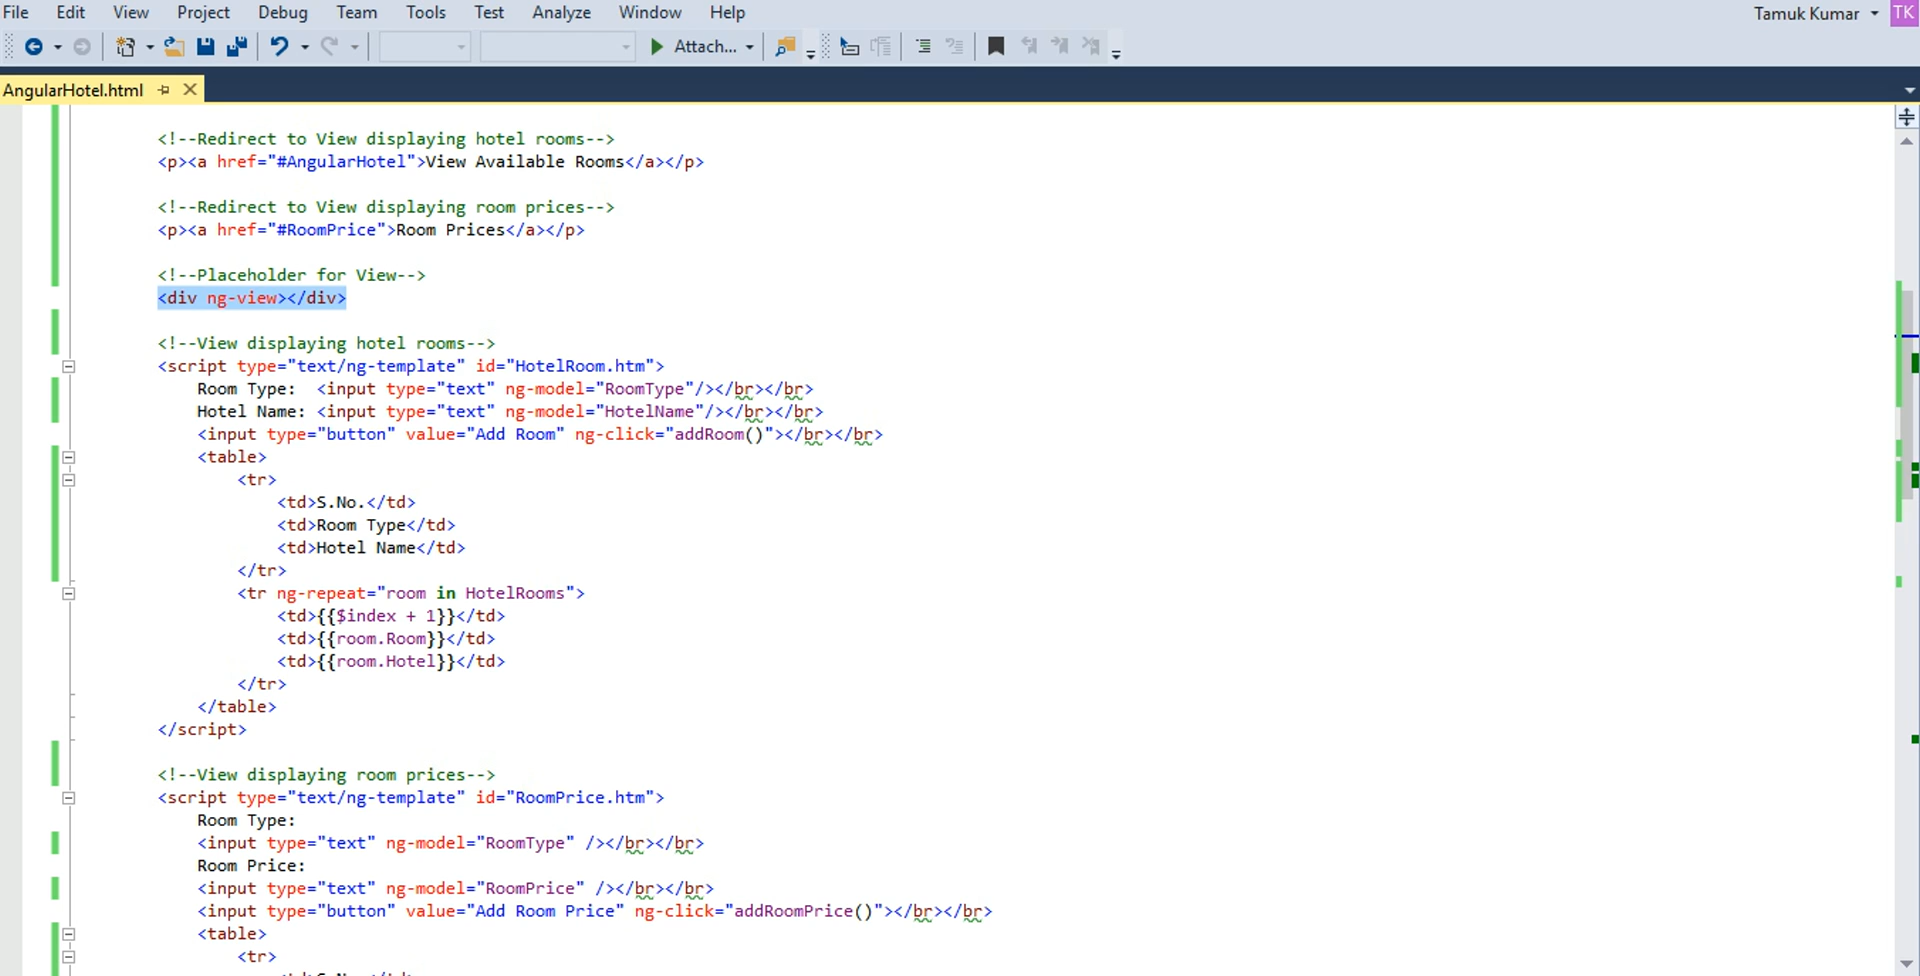 File Edit View Project Debug Team Tools Test Analyze Window Help Tamuk Kumar TK
Attach...
AngularHotel.html
<!--Redirect to View displaying hotel rooms-->
<p><a href="#AngularHotel">View Available Rooms</a></p>
<!--Redirect to View displaying room prices-->
<p><a href="#RoomPrice">Room Prices</a></p>
<!--Placeholder for View-->
<div ng-view></div>
<!--View displaying hotel rooms-->
<script type="text/ng-template" id="HotelRoom.htm">
Room Type:  <input type="text" ng-model="RoomType"/></br></br>
Hotel Name: <input type="text" ng-model="HotelName"/></br></br>
<input type="button" value="Add Room" ng-click="addRoom()"></br></br>
<table>
<tr>
<td>S.No.</td>
<td>Room Type</td>
<td>Hotel Name</td>
</tr>
<tr ng-repeat="room in HotelRooms">
<td>{{$index + 1}}</td>
<td>{{room.Room}}</td>
<td>{{room.Hotel}}</td>
</tr>
</table>
</script>
<!--View displaying room prices-->
<script type="text/ng-template" id="RoomPrice.htm">
Room Type:
<input type="text" ng-model="RoomType" /></br></br>
Room Price:
<input type="text" ng-model="RoomPrice" /></br></br>
<input type="button" value="Add Room Price" ng-click="addRoomPrice()"></br></br>
<table>
<tr>